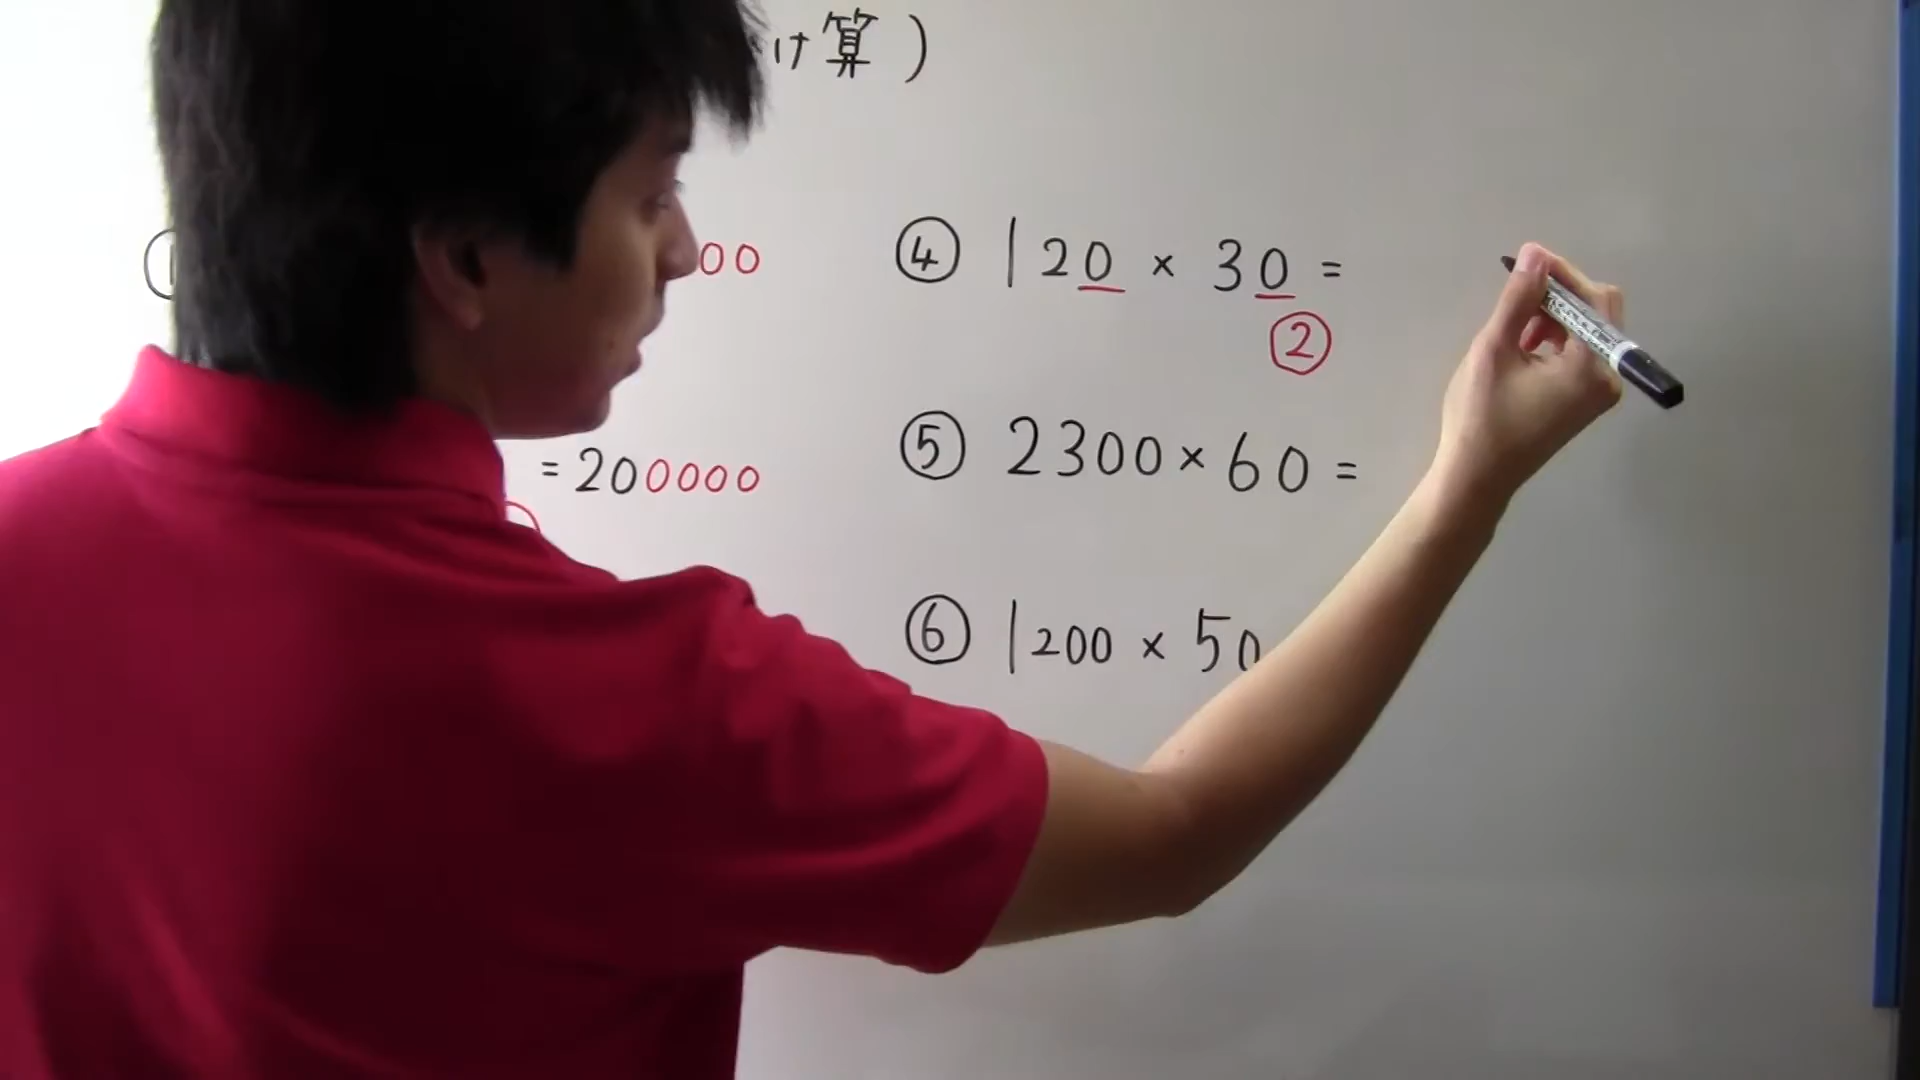 け算)
00
④ 120 × 30 =
②
= 200000
⑤ 2300 × 60 =
⑥ 1200 × 50